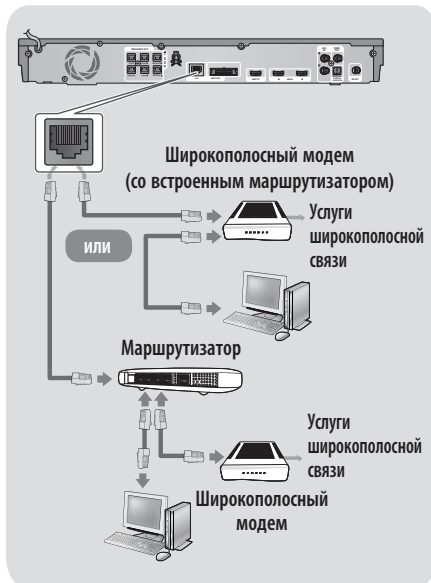 Широкополосный модем
(со встроенным маршрутизатором)
Услуги
широкополосной
связи
или
Маршрутизатор
Услуги
широкополосной
связи
Широкополосный
модем